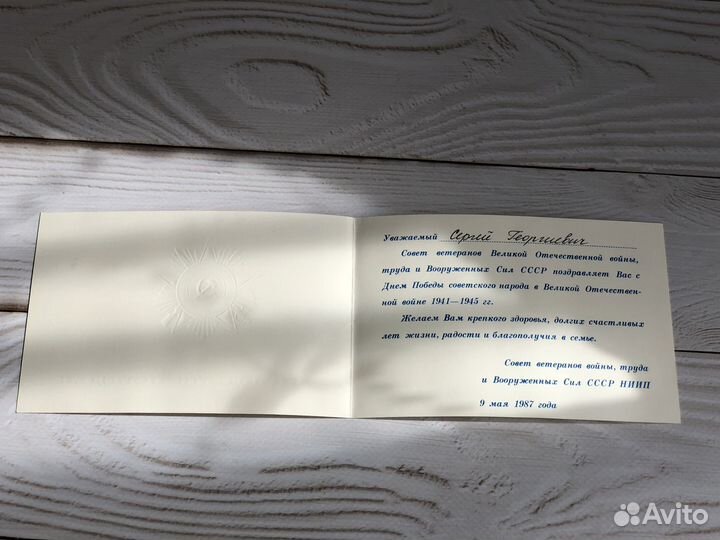 Уважаемый Сергей Георгиевич
Совет ветеранов Великой Отечественной войны,
труда и Вооруженных Сил СССР поздравляет Вас с
Днем Победы советского народа в Великой Отечествен-
ной войне 1941—1945 гг.
Желаем Вам крепкого здоровья, долгих счастливых
лет жизни, радости и благополучия в семье.
Совет ветеранов войны, труда
и Вооруженных Сил СССР НИИП
9 мая 1987 года
Avito